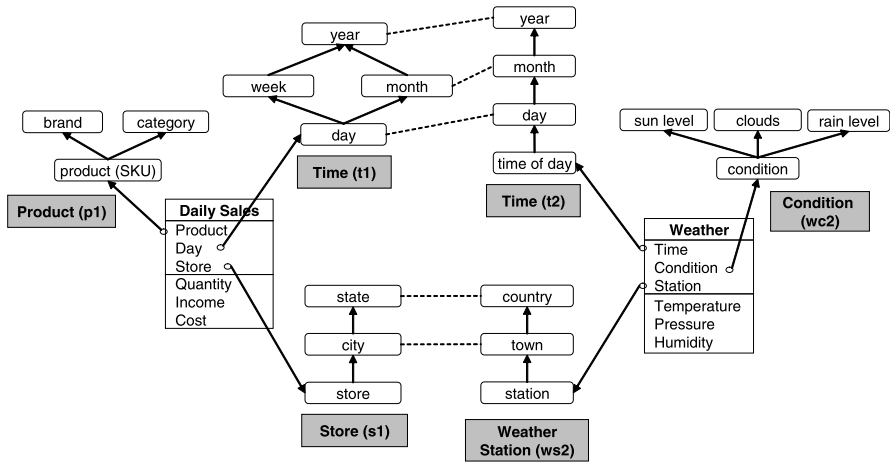 year
year
week
month
month
brand
category
day
day
sun level
clouds
rain level
product (SKU)
Time (t1)
time of day
condition
Product (p1)
Time (t2)
Condition
(wc2)
Daily Sales
Product
Day
Store
Quantity
Income
Cost
Weather
Time
Condition
Station
Temperature
Pressure
Humidity
state
country
city
town
store
station
Store (s1)
Weather
Station (ws2)